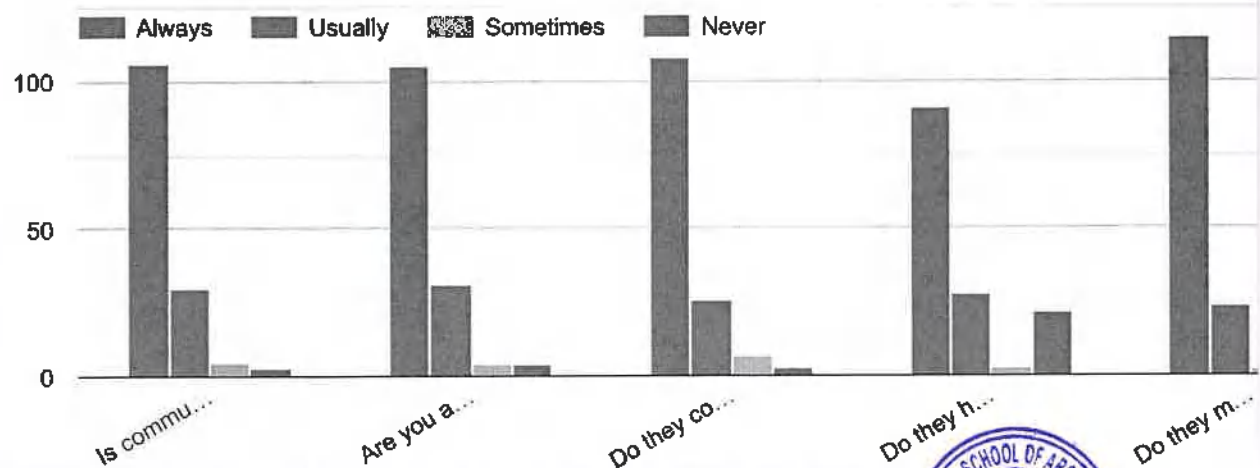 Always Usually Sometimes Never
100
50
0
Is commu...
Are you a...
Do they co...
Do they h...
Do they m...
SCHOOL OF